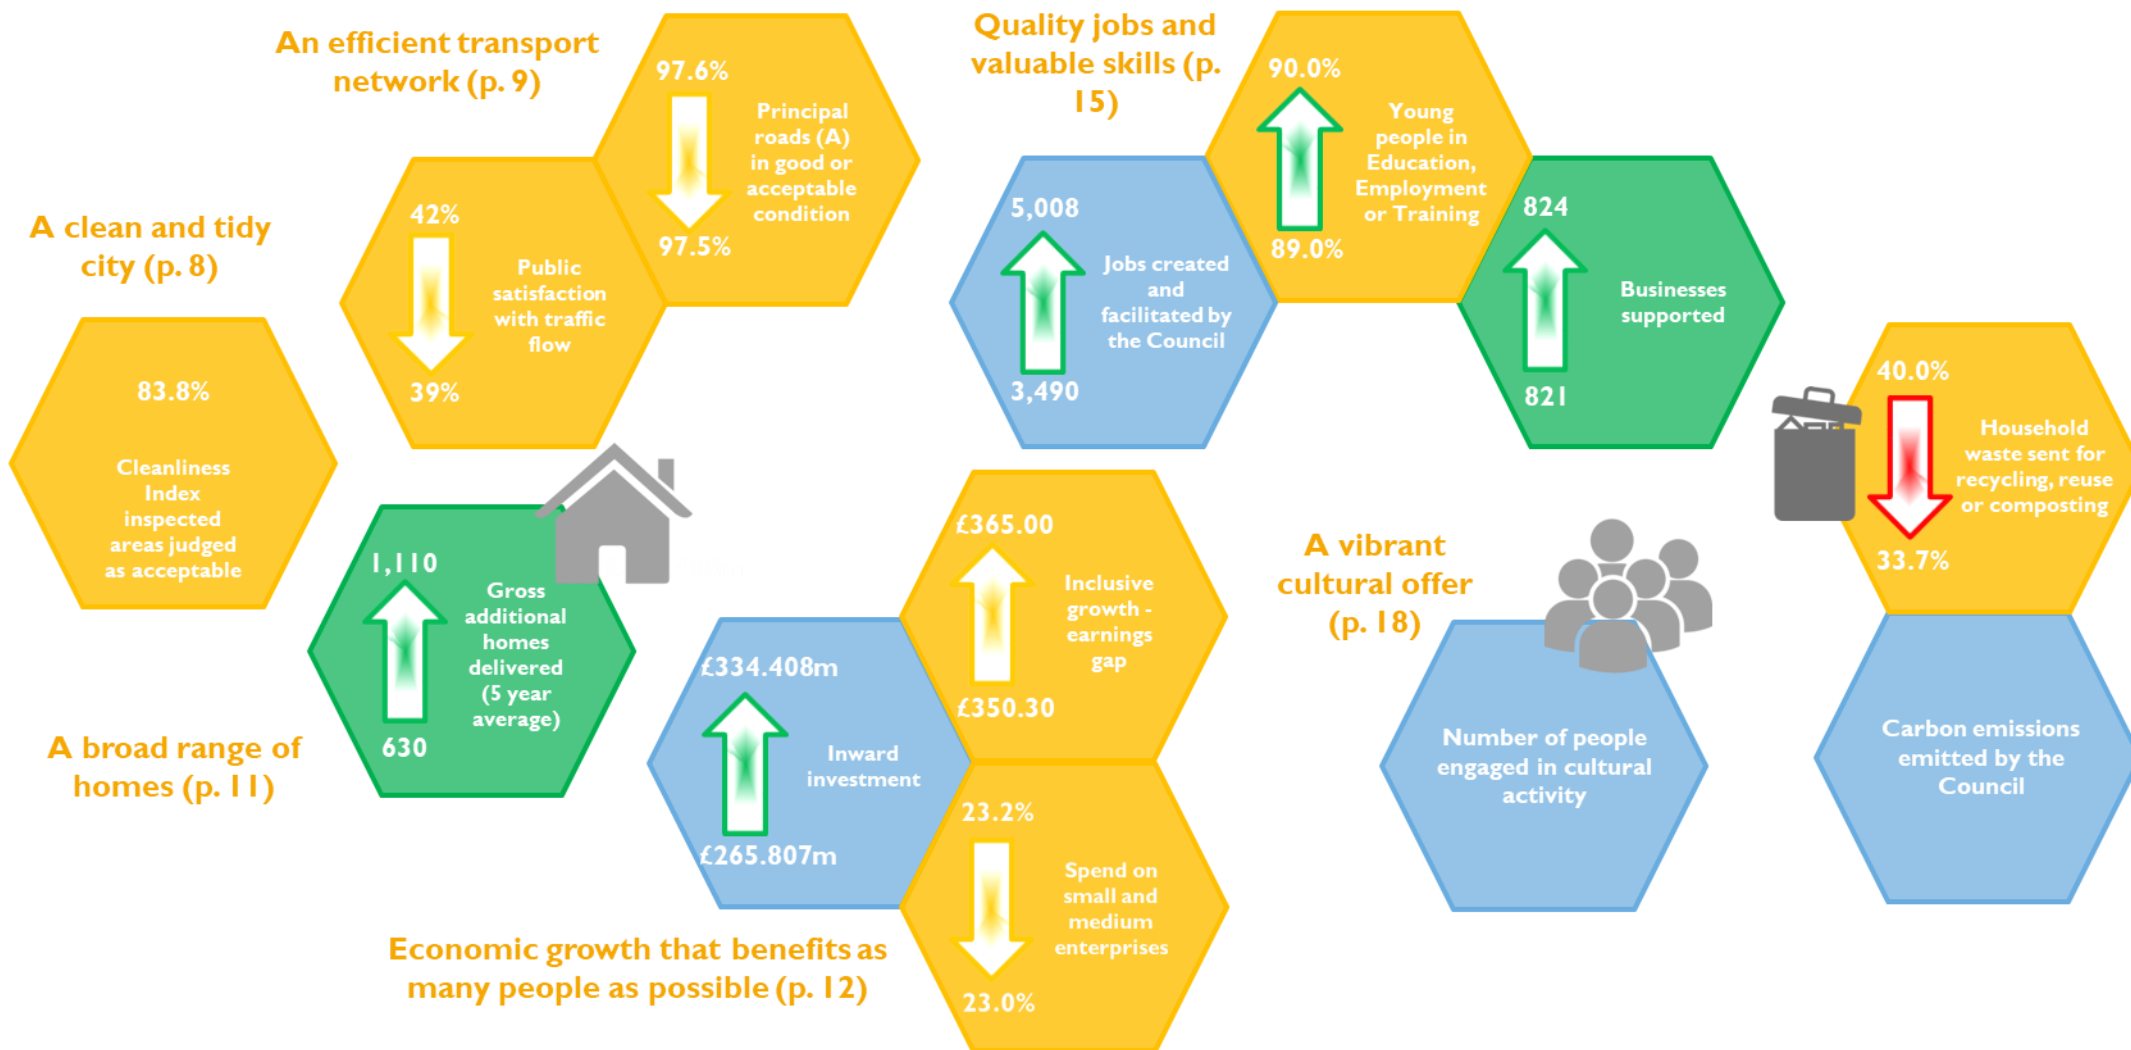 A clean and tidy
city (p. 8)
83.8%
Cleanliness
Index
inspected
areas judged
as acceptable
An efficient transport
network (p. 9)
42%
39%
Public
satisfaction
with traffic
flow
97.6%
97.5%
Principal
roads (A)
in good or
acceptable
condition
A broad range of
homes (p. 11)
1,110
630
Gross
additional
homes
delivered
(5 year
average)
Economic growth that benefits as
many people as possible (p. 12)
£334.408m
£265.807m
Inward
investment
£365.00
£350.30
Inclusive
growth -
earnings
gap
23.2%
23.0%
Spend on
small and
medium
enterprises
Quality jobs and
valuable skills (p.
15)
5,008
3,490
Jobs created
and
facilitated by
the Council
90.0%
89.0%
Young
people in
Education,
Employment
or Training
824
821
Businesses
supported
A vibrant
cultural offer
(p. 18)
Number of people
engaged in cultural
activity
40.0%
33.7%
Household
waste sent for
recycling, reuse
or composting
Carbon emissions
emitted by the
Council